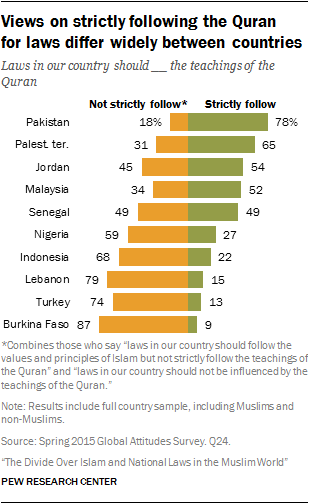 Views on strictly following the Quran
for laws differ widely between countries
Laws in our country should __ the teachings of the
Quran
Not strictly follow* Strictly follow
Pakistan 18% 78%
Palest. ter. 31 65
Jordan 45 54
Malaysia 34 52
Senegal 49 49
Nigeria 59 27
Indonesia 68 22
Lebanon 79 15
Turkey 74 13
Burkina Faso 87 9
*Combines those who say “laws in our country should follow the
values and principles of Islam but not strictly follow the teachings of
the Quran” and “laws in our country should not be influenced by the
teachings of the Quran.”
Note: Results include full country sample, including Muslims and
non-Muslims.
Source: Spring 2015 Global Attitudes Survey. Q24.
“The Divide Over Islam and National Laws in the Muslim World”
PEW RESEARCH CENTER